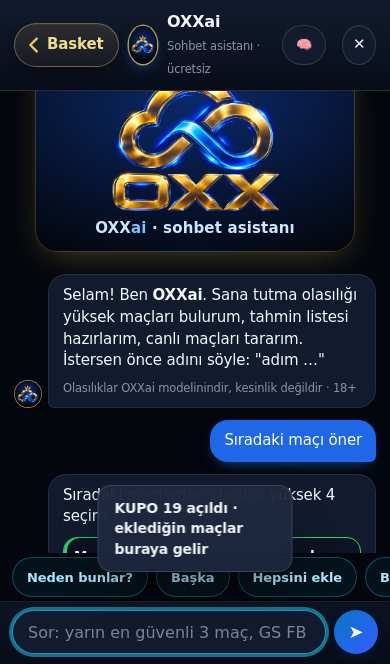 Basket
OXXai
Sohbet asistanı ·
ücretsiz
OXX
OXXai · sohbet asistanı
Selam! Ben OXXai. Sana tutma olasılığı
yüksek maçları bulurum, tahmin listesi
hazırlarım, canlı maçları tararım.
İstersen önce adını söyle: "adım ..."
Olasılıklar OXXai modelinindir, kesinlik değildir · 18+
Sıradaki maçı öner
yüksek 4
KUPO 19 açıldı ·
eklediğin maçlar
buraya gelir
Neden bunlar?
Başka
Hepsini ekle
Sor: yarın en güvenli 3 maç, GS FB